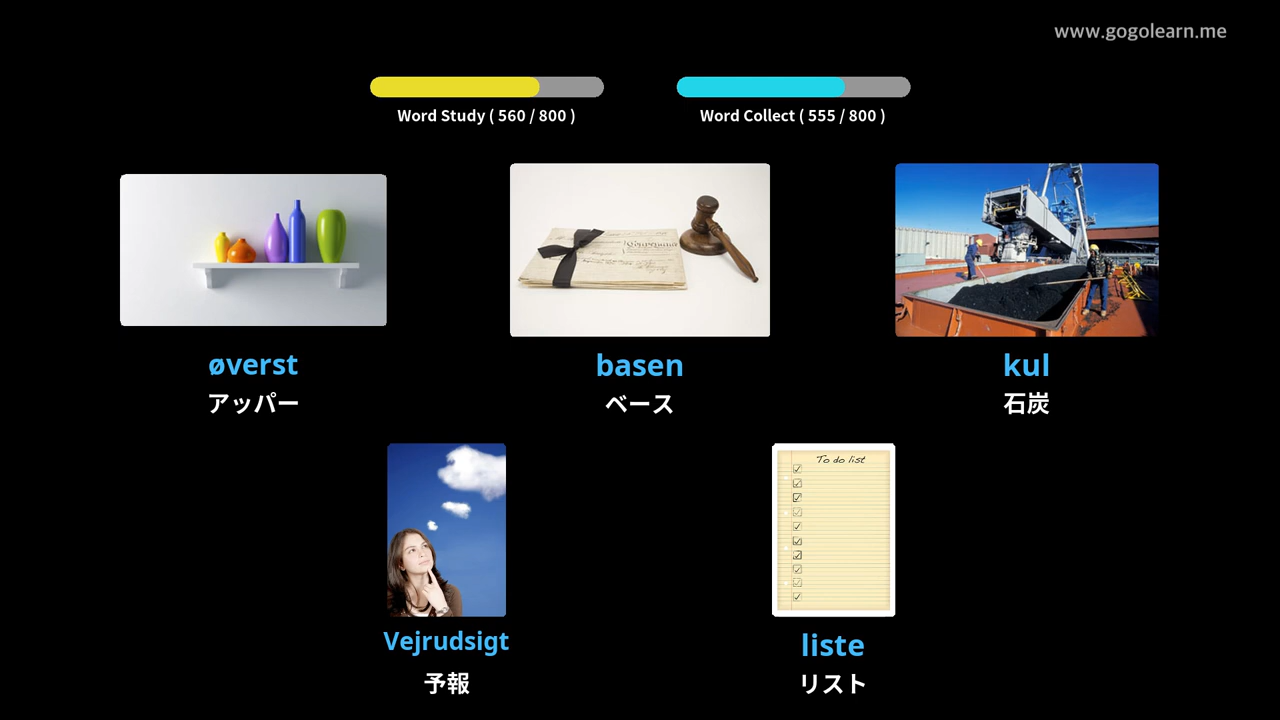 www.gogolearn.me
Word Study ( 560 / 800 )
Word Collect ( 555 / 800 )
øverst
アッパー
basen
ベース
kul
石炭
To do list
Vejrudsigt
予報
liste
リスト